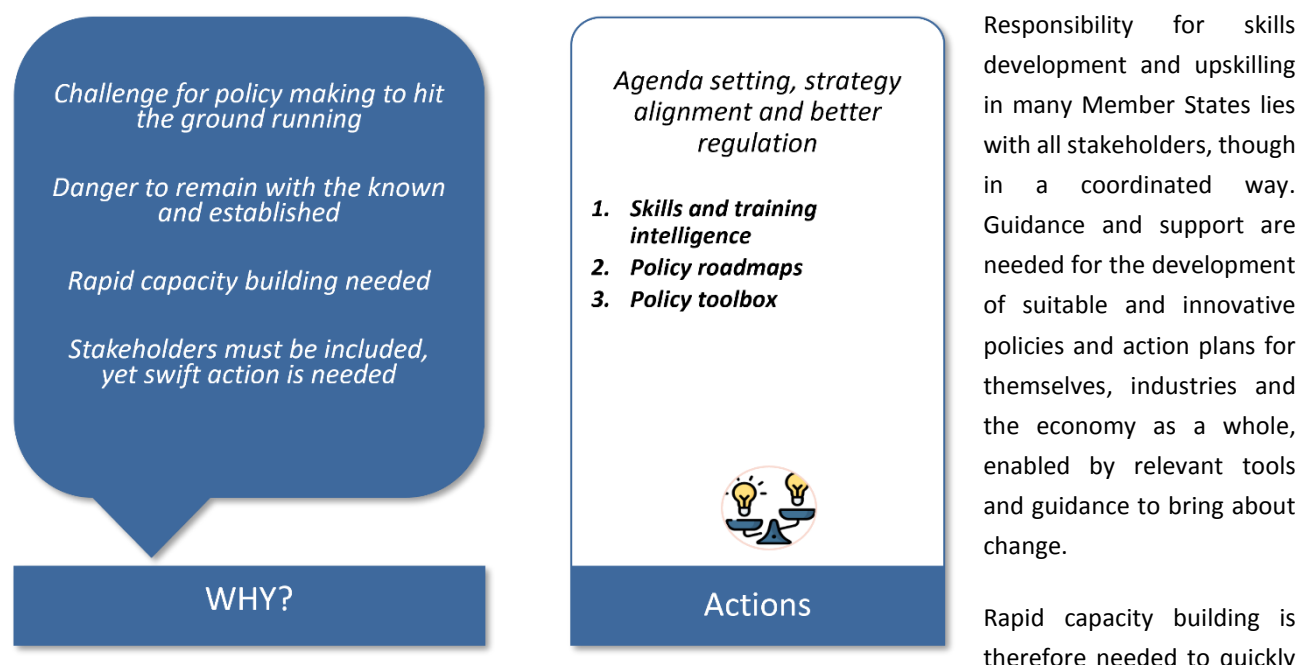 Challenge for policy making to hit
the ground running
Danger to remain with the known
and established
Rapid capacity building needed
Stakeholders must be included,
yet swift action is needed
WHY?
Agenda setting, strategy
alignment and better
regulation
1. Skills and training
intelligence
2. Policy roadmaps
3. Policy toolbox
Actions
Responsibility for skills
development and upskilling
in many Member States lies
with all stakeholders, though
in a coordinated way.
Guidance and support are
needed for the development
of suitable and innovative
policies and action plans for
themselves, industries and
the economy as a whole,
enabled by relevant tools
and guidance to bring about
change.
Rapid capacity building is
therefore needed to quickly